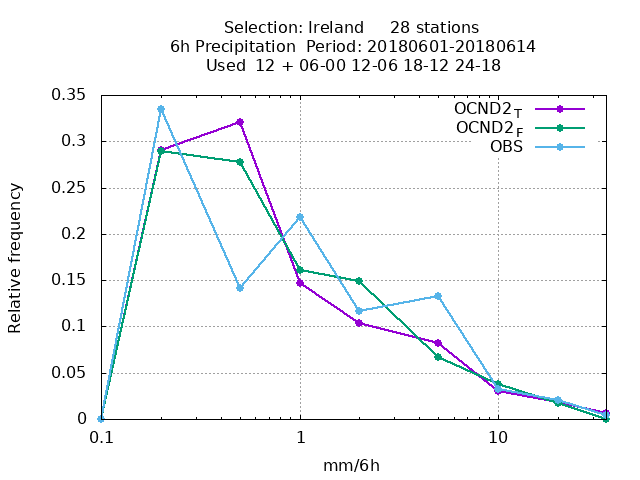 Selection: Ireland     28 stations
6h Precipitation  Period: 20180601-20180614
Used  12 + 06-00 12-06 18-12 24-18
OCND2_T
OCND2_F
OBS
Relative frequency
0.35
0.3
0.25
0.2
0.15
0.1
0.05
0
0.1 1 10
mm/6h